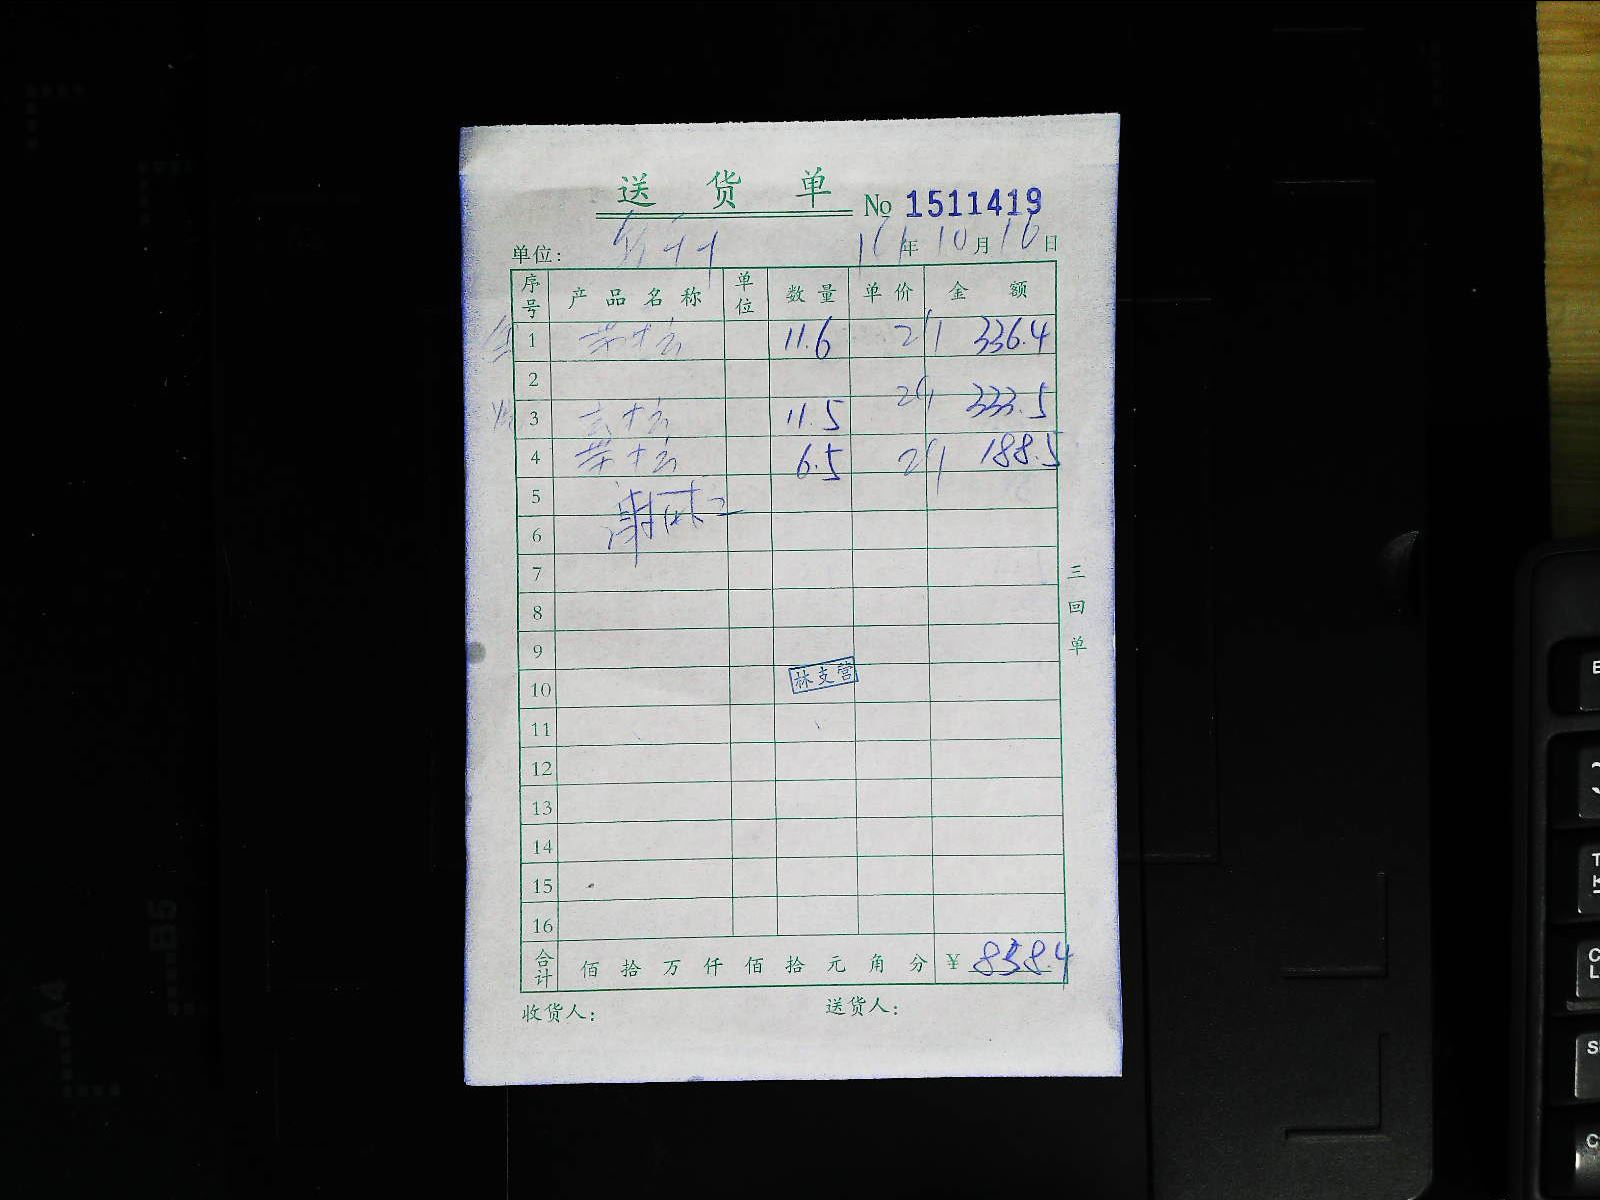 送 货 单 No 1511419
单位: 年 10 月 16 日
序号 产品名称 单位 数量 单价 金额
1 11.6 29 336.4
2
3 11.5 29 333.5
4 6.5 29 188.5
5
6
7
8
9
10
林支营
11
12
13
14
15
16
合计 佰 拾 万 仟 佰 拾 元 角 分 ¥ 858.4
收货人: 送货人:
三回单
B5
A4